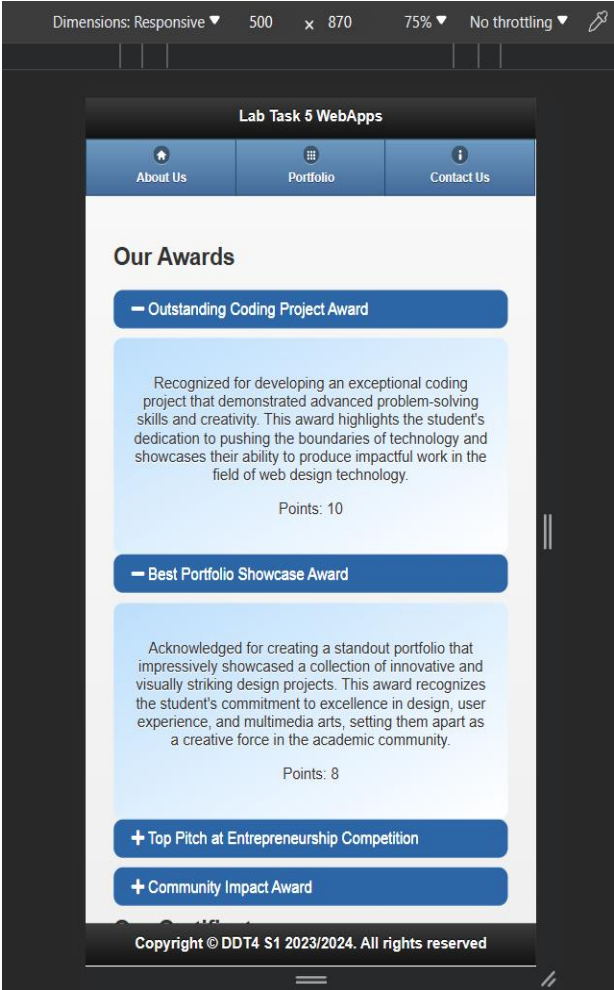 Dimensions: Responsive ▼ 500 x 870 75% ▼ No throttling ▼
Lab Task 5 WebApps
About Us Portfolio Contact Us
Our Awards
Outstanding Coding Project Award
Recognized for developing an exceptional coding
project that demonstrated advanced problem-solving
skills and creativity. This award highlights the student's
dedication to pushing the boundaries of technology and
showcases their ability to produce impactful work in the
field of web design technology.
Points: 10
Best Portfolio Showcase Award
Acknowledged for creating a standout portfolio that
impressively showcased a collection of innovative and
visually striking design projects. This award recognizes
the student's commitment to excellence in design, user
experience, and multimedia arts, setting them apart as
a creative force in the academic community.
Points: 8
Top Pitch at Entrepreneurship Competition
Community Impact Award
Copyright © DDT4 S1 2023/2024. All rights reserved